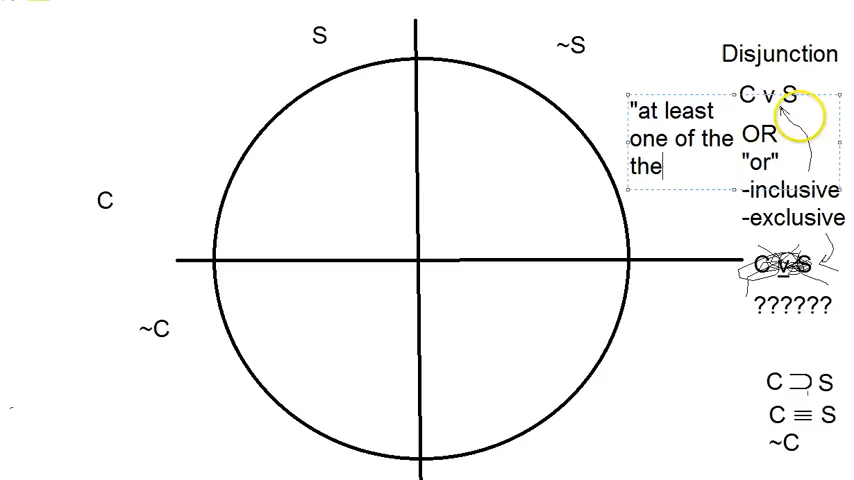 S
~S
Disjunction
C v S
"at least
one of the
the
OR
"or"
-inclusive
-exclusive
C
C v S
~C
??????
C ⊃ S
C ≡ S
~C